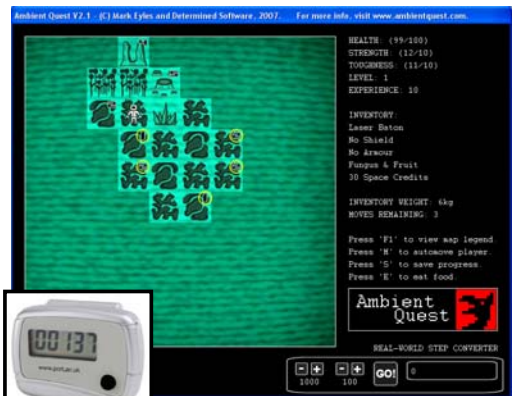 Ambient Quest V2.1 - (C) Mark Eyles and Determined Software, 2007. For more info, visit www.ambientquest.com.
HEALTH: (99/100)
STRENGTH: (12/10)
TOUGHNESS: (11/10)
LEVEL: 1
EXPERIENCE: 10
INVENTORY:
Laser Baton
No Shield
No Armour
Fungus & Fruit
30 Space Credits
INVENTORY WEIGHT: 6kg
MOVES REMAINING: 3
Press 'F1' to view map legend.
Press 'M' to automove player.
Press 'S' to save progress.
Press 'E' to eat food.
Ambient
Quest
REAL-WORLD STEP CONVERTER
- + - + GO! 0
1000 100
00137